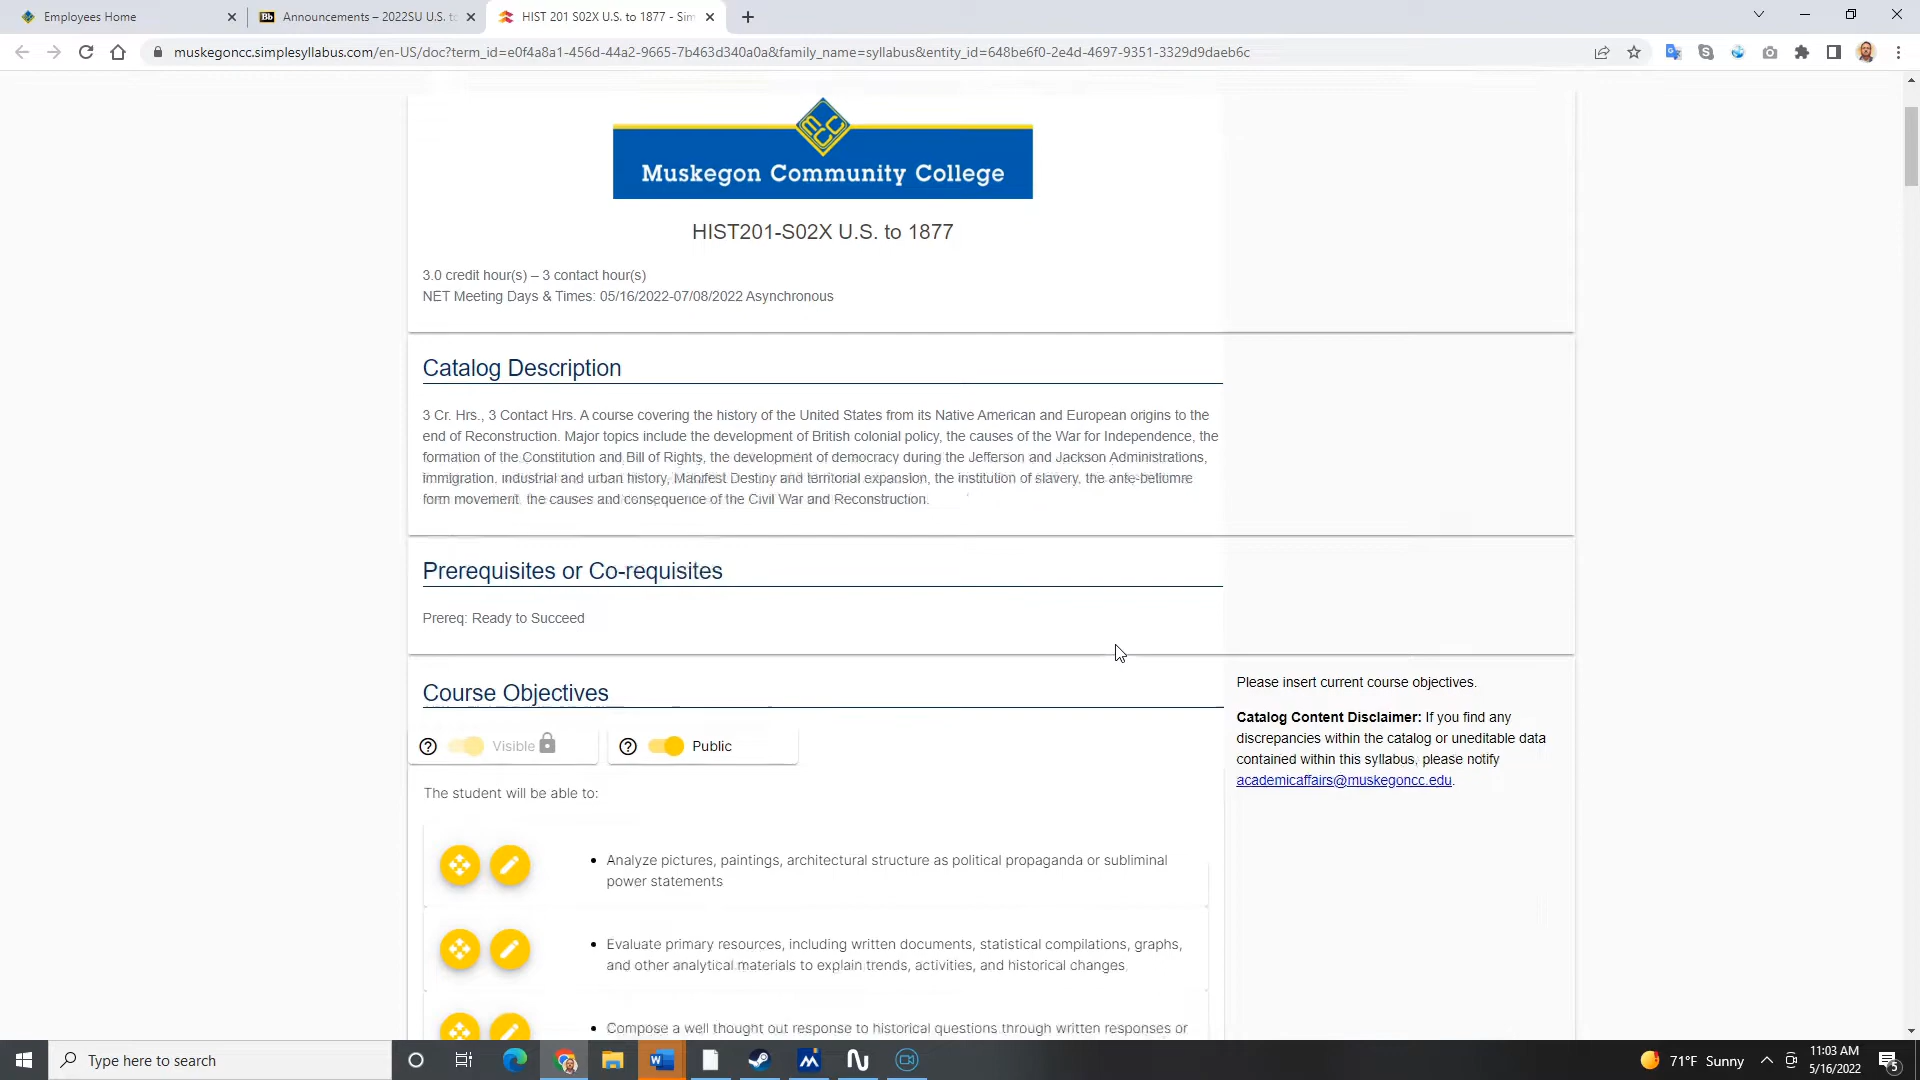 Employees Home
Bb Announcements – 2022SU U.S. to
HIST 201 S02X U.S. to 1877 - Sim
muskegoncc.simplesyllabus.com/en-US/doc?term_id=e0f4a8a1-456d-44a2-9665-7b463d340a0a&family_name=syllabus&entity_id=648be6f0-2e4d-4697-9351-3329d9daeb6c
MCC
Muskegon Community College
HIST201-S02X U.S. to 1877
3.0 credit hour(s) – 3 contact hour(s)
NET Meeting Days & Times: 05/16/2022-07/08/2022 Asynchronous
Catalog Description
3 Cr. Hrs., 3 Contact Hrs. A course covering the history of the United States from its Native American and European origins to the
end of Reconstruction. Major topics include the development of British colonial policy, the causes of the War for Independence, the
formation of the Constitution and Bill of Rights, the development of democracy during the Jefferson and Jackson Administrations,
immigration, industrial and urban history, Manifest Destiny and territorial expansion, the institution of slavery, the ante-bellumre
form movement, the causes and consequence of the Civil War and Reconstruction.
Prerequisites or Co-requisites
Prereq: Ready to Succeed
Course Objectives
Visible
Public
The student will be able to:
• Analyze pictures, paintings, architectural structure as political propaganda or subliminal
power statements
• Evaluate primary resources, including written documents, statistical compilations, graphs,
and other analytical materials to explain trends, activities, and historical changes.
• Compose a well thought out response to historical questions through written responses or
Please insert current course objectives.
Catalog Content Disclaimer: If you find any
discrepancies within the catalog or uneditable data
contained within this syllabus, please notify
academicaffairs@muskegoncc.edu.
Type here to search
71°F Sunny
11:03 AM
5/16/2022
5